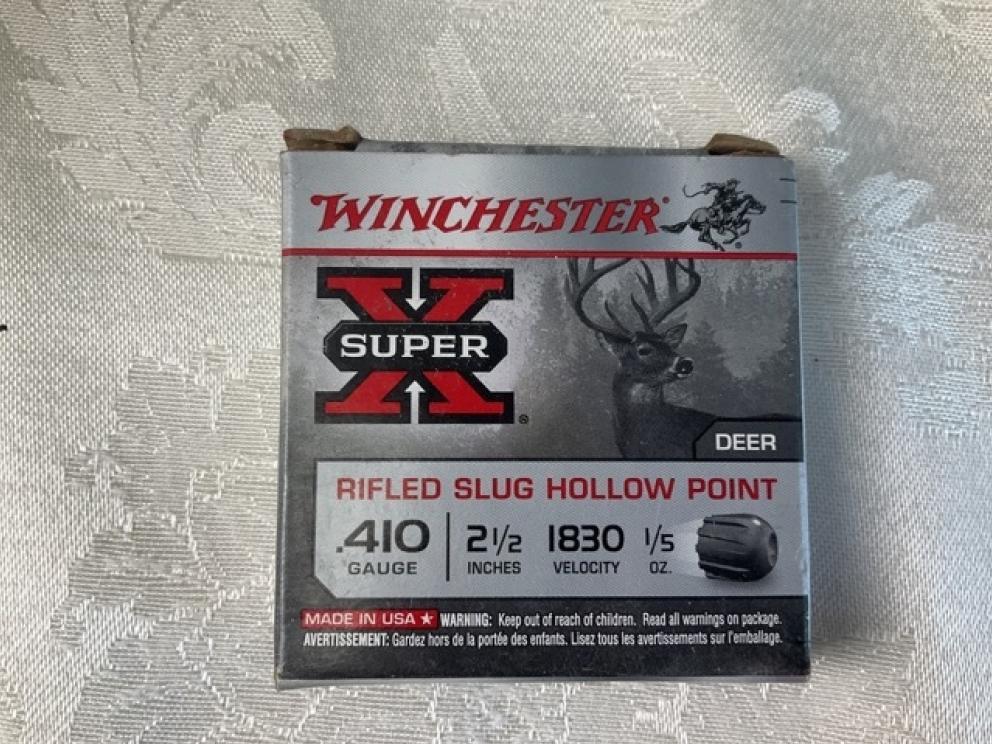 WINCHESTER®
SUPER X®
DEER
RIFLED SLUG HOLLOW POINT
.410 2 1/2 1830 1/5
GAUGE INCHES VELOCITY OZ.
MADE IN USA ★ WARNING: Keep out of reach of children. Read all warnings on package.
AVERTISSEMENT: Gardez hors de la portée des enfants. Lisez tous les avertissements sur l'emballage.